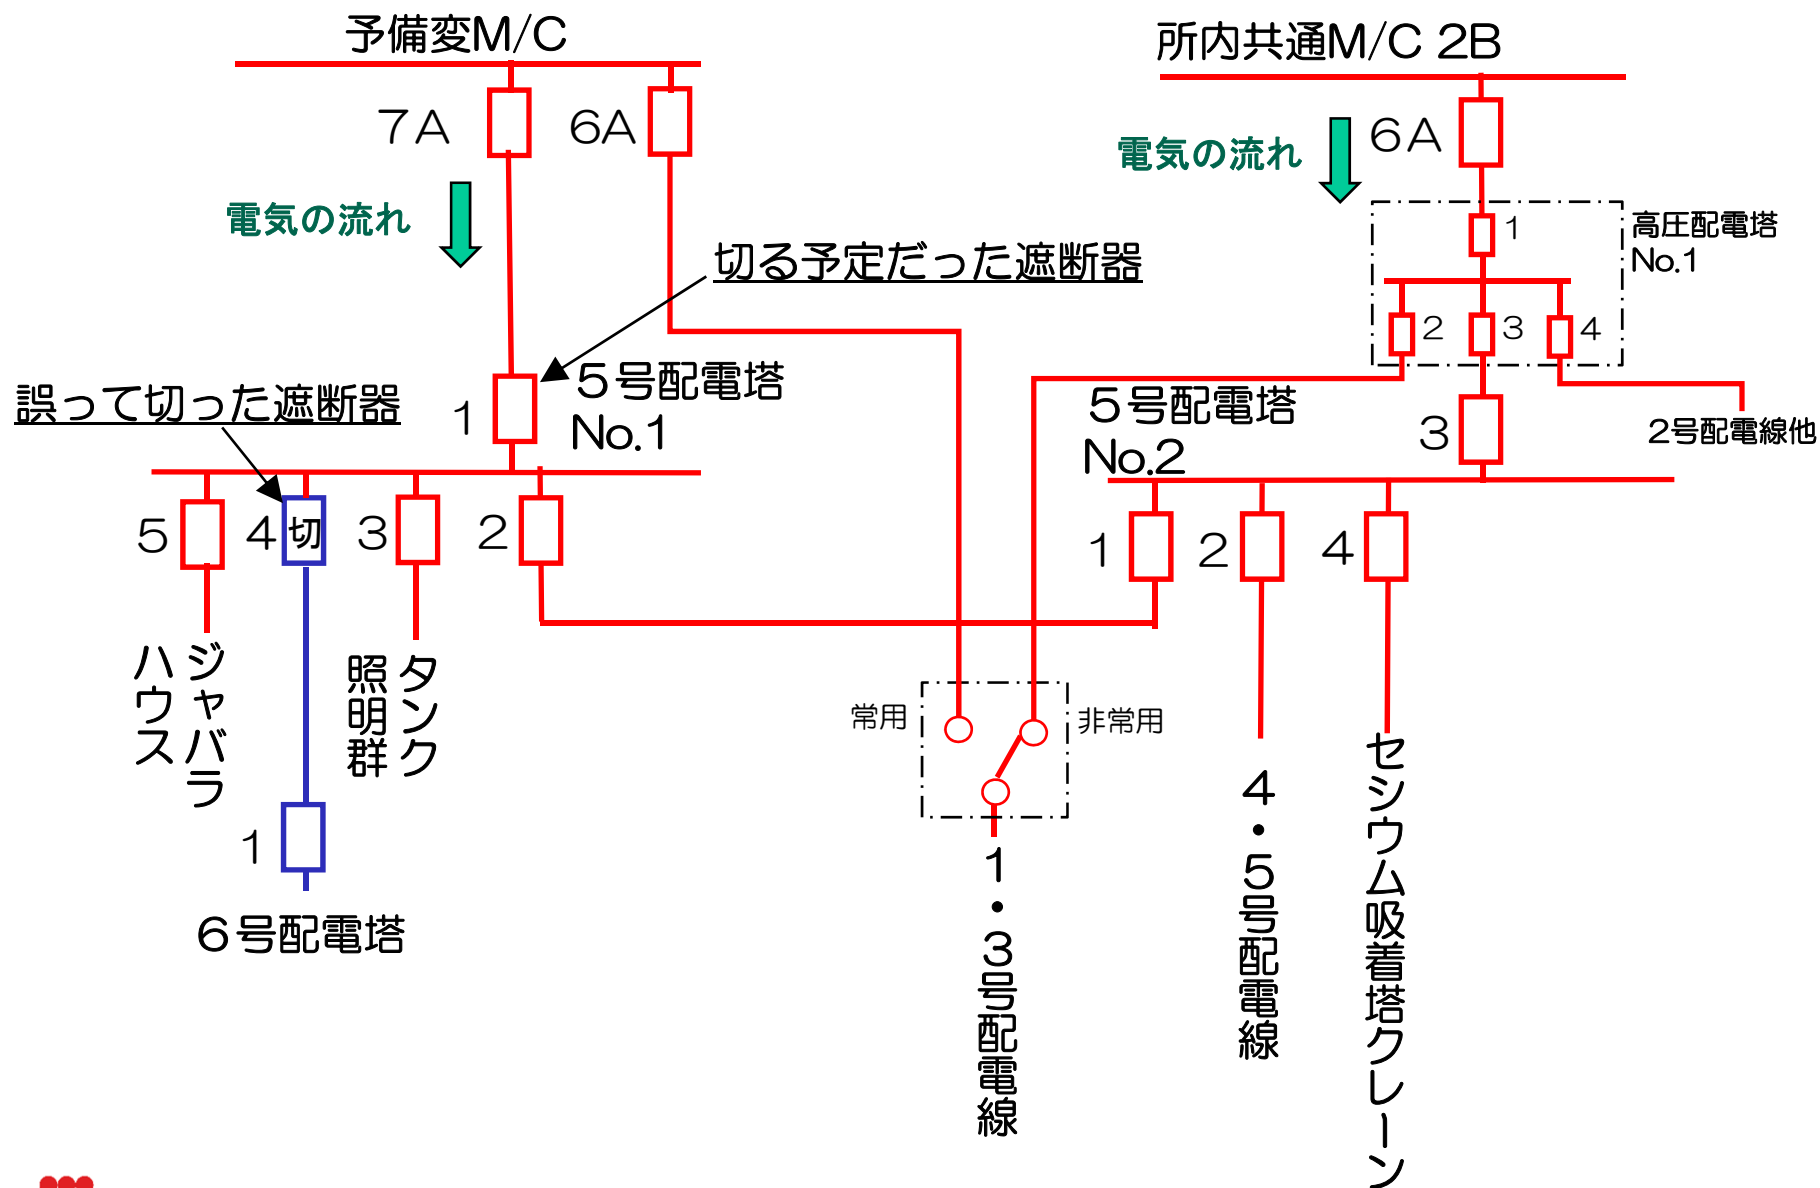 予備変M/C
所内共通M/C 2B
7A
6A
6A
電気の流れ
電気の流れ
高圧配電塔
No.1
1
2
3
4
切る予定だった遮断器
5号配電塔
No.1
1
誤って切った遮断器
5号配電塔
No.2
3
2号配電線他
5
4
切
3
2
1
2
4
ジャバラ
ハウス
タンク
照明群
常用
非常用
1
6号配電塔
1・3号配電線
4・5号配電線
セシウム吸着塔クレーン